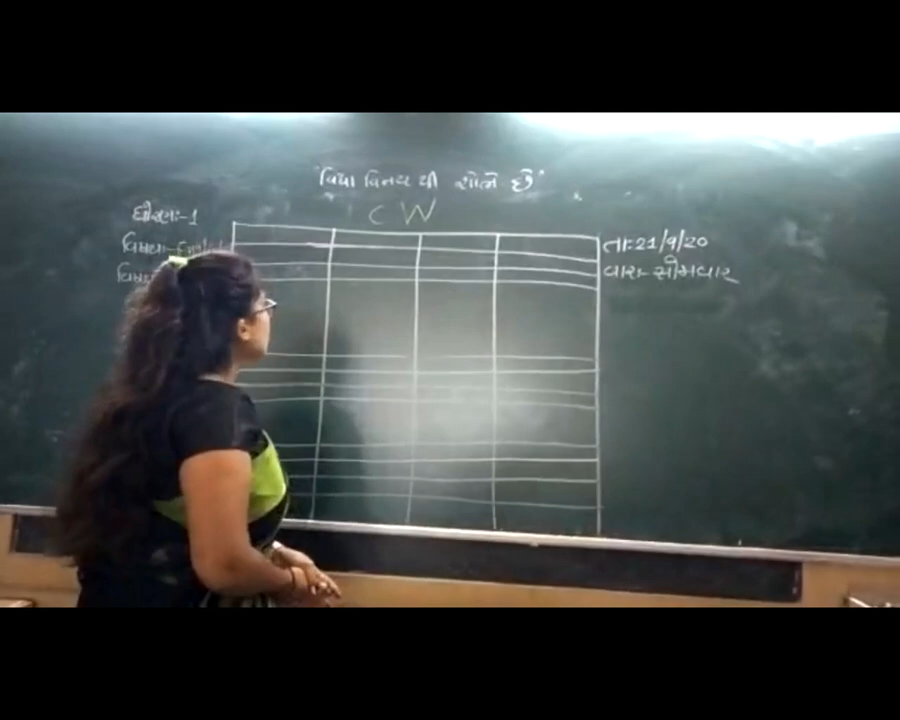 "વિદ્યા વિનય થી શોભે છે"
CW
ધોરણ:-1
તા:21/9/20
વિષય:-
વાર:-સોમવાર